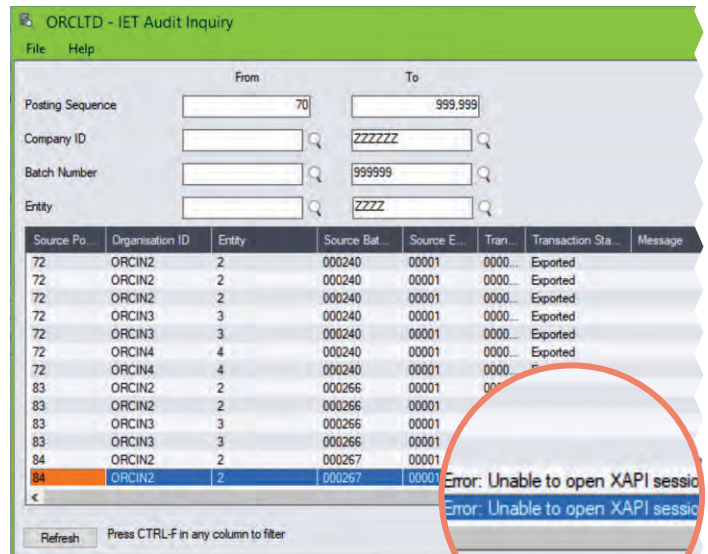 ORCLTD - IET Audit Inquiry
File Help
From To
Posting Sequence 70 999,999
Company ID ZZZZZZ
Batch Number 999999
Entity ZZZZ
Source Po... Organisation ID Entity Source Bat... Source E... Tran... Transaction Sta... Message
72 ORCIN2 2 000240 00001 0000... Exported
72 ORCIN2 2 000240 00001 0000... Exported
72 ORCIN2 2 000240 00001 0000... Exported
72 ORCIN3 3 000240 00001 0000... Exported
72 ORCIN3 3 000240 00001 0000... Exported
72 ORCIN4 4 000240 00001 0000... Exported
72 ORCIN4 4 000240 00001 0000...
83 ORCIN2 2 000266 00001
83 ORCIN2 2 000266 00001
83 ORCIN3 3 000266 00001
83 ORCIN3 3 000266 00001
84 ORCIN2 2 000267 00001
Error: Unable to open XAPI sessio
84 ORCIN2 2 000267 00001
Error: Unable to open XAPI sessio
Refresh Press CTRL-F in any column to filter